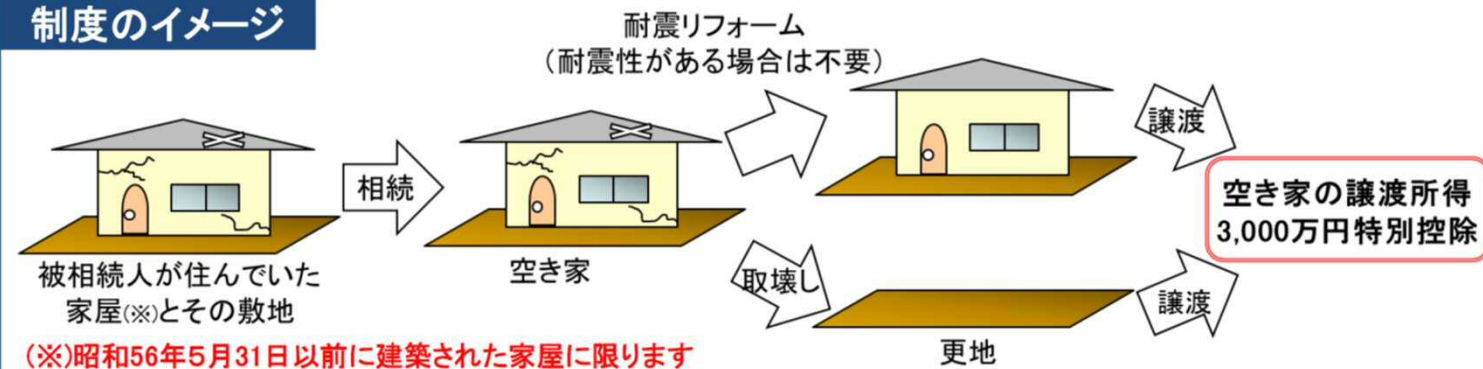 制度のイメージ
耐震リフォーム
(耐震性がある場合は不要)
相続
譲渡
空き家の譲渡所得
3,000万円特別控除
被相続人が住んでいた
家屋(※)とその敷地
空き家
取壊し
譲渡
更地
(※)昭和56年5月31日以前に建築された家屋に限ります